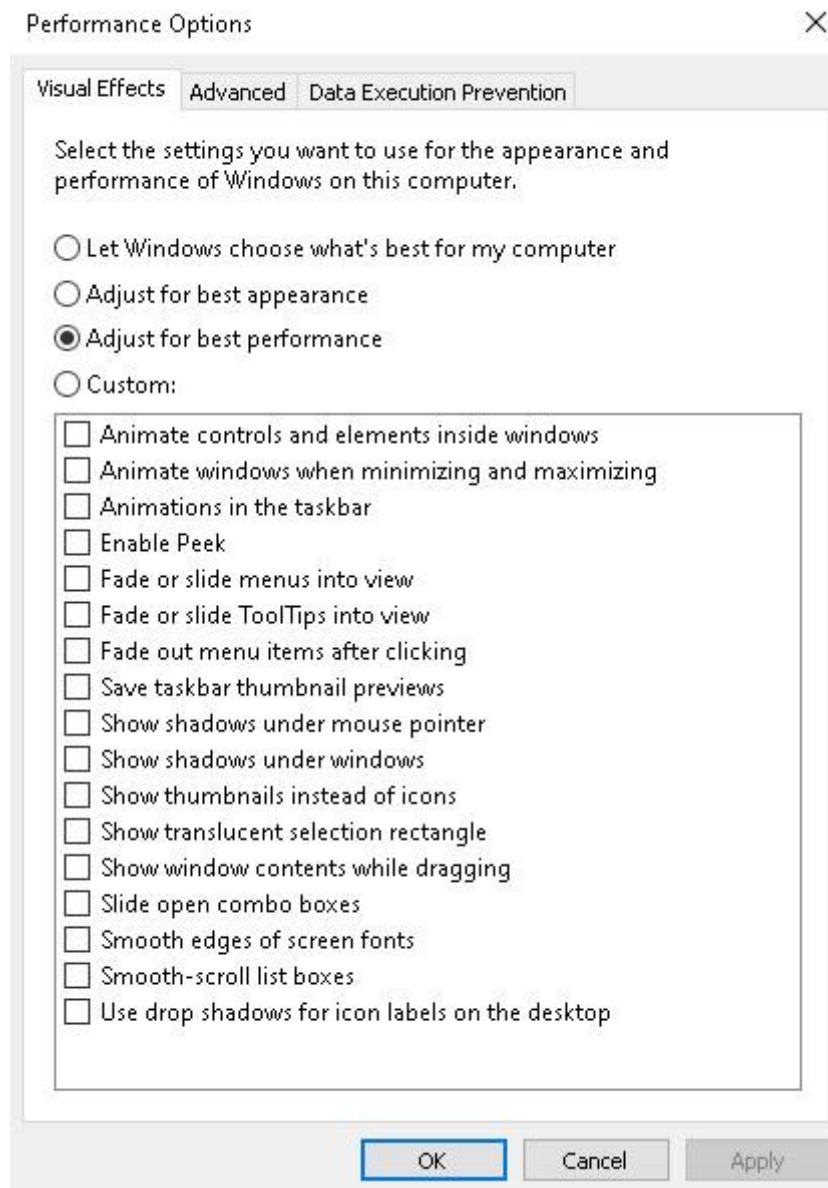 Performance Options
Visual Effects
Advanced
Data Execution Prevention
Select the settings you want to use for the appearance and
performance of Windows on this computer.
Let Windows choose what's best for my computer
Adjust for best appearance
Adjust for best performance
Custom:
Animate controls and elements inside windows
Animate windows when minimizing and maximizing
Animations in the taskbar
Enable Peek
Fade or slide menus into view
Fade or slide ToolTips into view
Fade out menu items after clicking
Save taskbar thumbnail previews
Show shadows under mouse pointer
Show shadows under windows
Show thumbnails instead of icons
Show translucent selection rectangle
Show window contents while dragging
Slide open combo boxes
Smooth edges of screen fonts
Smooth-scroll list boxes
Use drop shadows for icon labels on the desktop
OK
Cancel
Apply